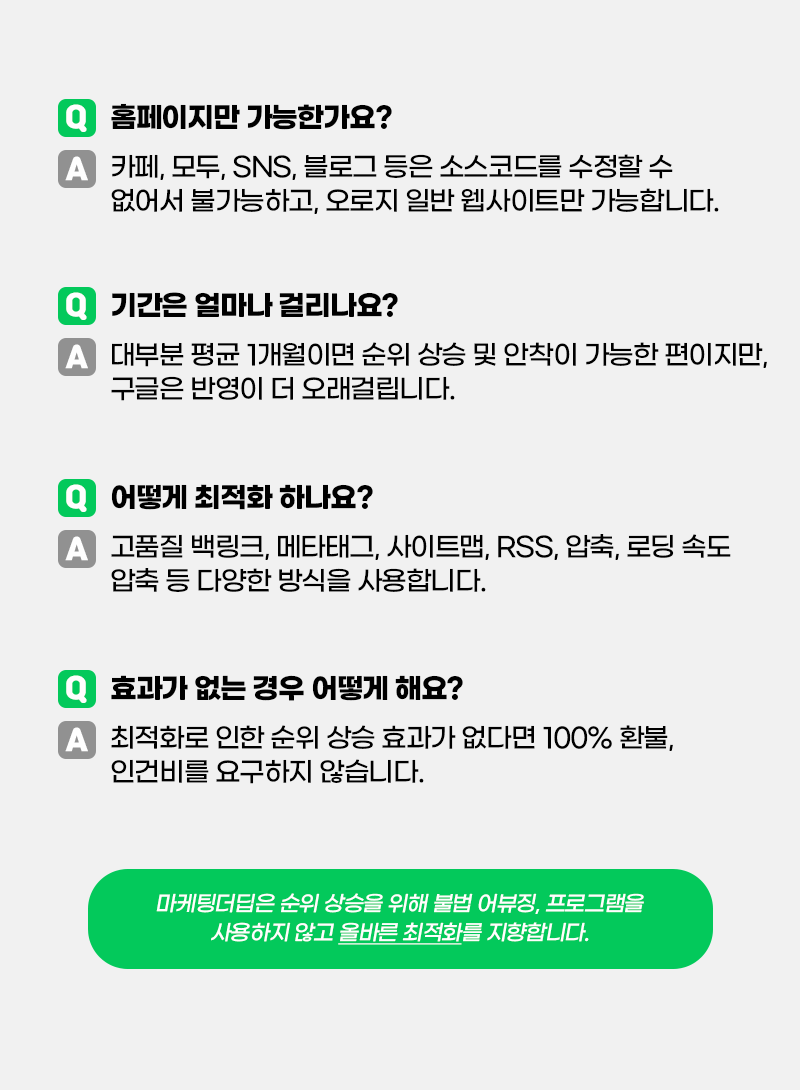 Q 홈페이지만 가능한가요?
A 카페, 모두, SNS, 블로그 등은 소스코드를 수정할 수
없어서 불가능하고, 오로지 일반 웹사이트만 가능합니다.
Q 기간은 얼마나 걸리나요?
A 대부분 평균 1개월이면 순위 상승 및 안착이 가능한 편이지만,
구글은 반영이 더 오래걸립니다.
Q 어떻게 최적화 하나요?
A 고품질 백링크, 메타태그, 사이트맵, RSS, 압축, 로딩 속도
압축 등 다양한 방식을 사용합니다.
Q 효과가 없는 경우 어떻게 해요?
A 최적화로 인한 순위 상승 효과가 없다면 100% 환불,
인건비를 요구하지 않습니다.
마케팅더딥은 순위 상승을 위해 불법 어뷰징, 프로그램을
사용하지 않고 올바른 최적화를 지향합니다.